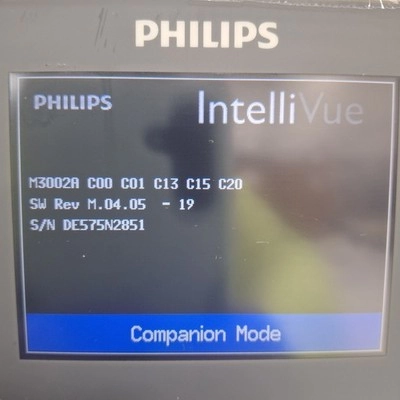 PHILIPS
PHILIPS IntelliVue
M3002A C00 C01 C13 C15 C20
SW Rev M.04.05 - 19
S/N DE575N2851
Companion Mode